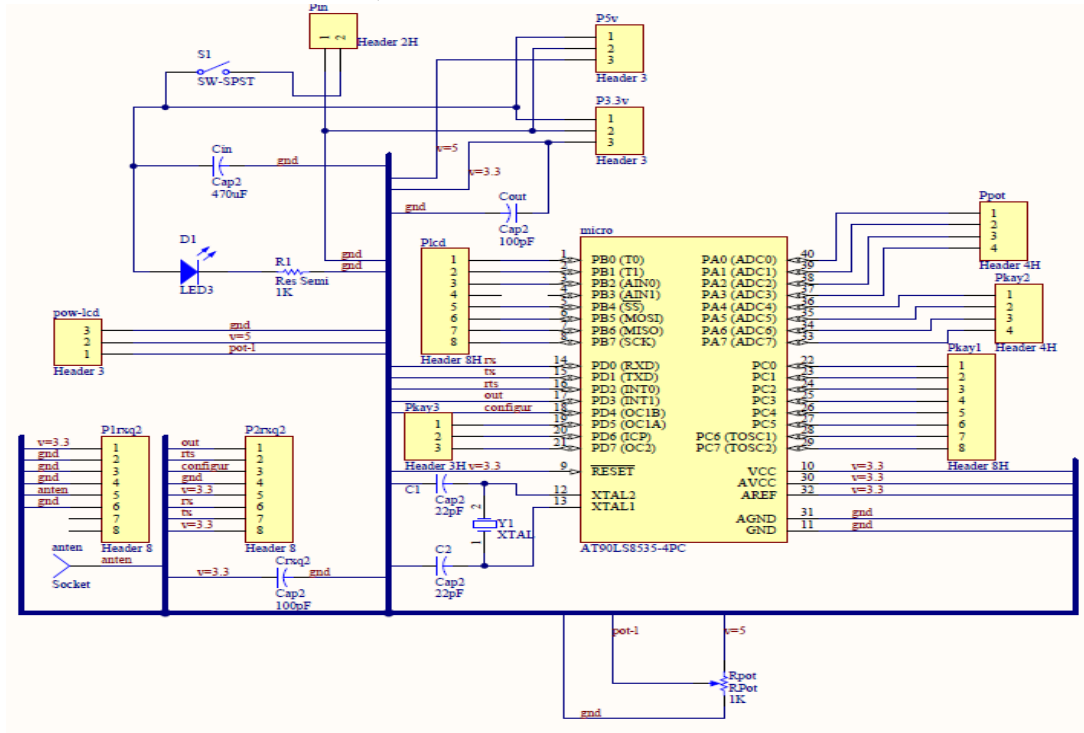 Pin
1 2
Header 2H
S1
SW-SPST
P5v
1
2
3
Header 3
P3.3v
1
2
3
Header 3
v=5
v=3.3
Cin
gnd
Cap2
470uF
Cout
gnd
Cap2
100pF
D1
LED3
R1
Res Semi
1K
gnd
gnd
pow-lcd
3 gnd
2 v=5
1 pot-1
Header 3
Plcd
1
2
3
4
5
6
7
8
Header 8H
micro
1 PB0 (T0)
2 PB1 (T1)
3 PB2 (AIN0)
4 PB3 (AIN1)
5 PB4 (SS)
6 PB5 (MOSI)
7 PB6 (MISO)
8 PB7 (SCK)
rx 14 PD0 (RXD)
tx 15 PD1 (TXD)
rts 16 PD2 (INT0)
out 17 PD3 (INT1)
configur 18 PD4 (OC1B)
19 PD5 (OC1A)
20 PD6 (ICP)
21 PD7 (OC2)
v=3.3 9 RESET
12 XTAL2
13 XTAL1
PA0 (ADC0) 40
PA1 (ADC1) 39
PA2 (ADC2) 38
PA3 (ADC3) 37
PA4 (ADC4) 36
PA5 (ADC5) 35
PA6 (ADC6) 34
PA7 (ADC7) 33
PC0 22
PC1 23
PC2 24
PC3 25
PC4 26
PC5 27
PC6 (TOSC1) 28
PC7 (TOSC2) 29
VCC 10 v=3.3
AVCC 30 v=3.3
AREF 32 v=3.3
AGND 31 gnd
GND 11 gnd
AT90LS8535-4PC
Ppot
1
2
3
4
Header 4H
Pkay2
1
2
3
4
Header 4H
Pkay1
1
2
3
4
5
6
7
8
Header 8H
Pkay3
1
2
3
Header 3H
C1
Cap2
22pF
2
Y1
XTAL
1
C2
Cap2
22pF
P1rxq2
v=3.3 1
gnd 2
gnd 3
gnd 4
anten 5
gnd 6
7
8
Header 8
P2rxq2
out 1
rts 2
configur 3
gnd 4
v=3.3 5
rx 6
tx 7
v=3.3 8
Header 8
anten
anten
Socket
Crxq2
v=3.3
gnd
Cap2
100pF
pot-1
v=5
Rpot
RPot
1K
gnd